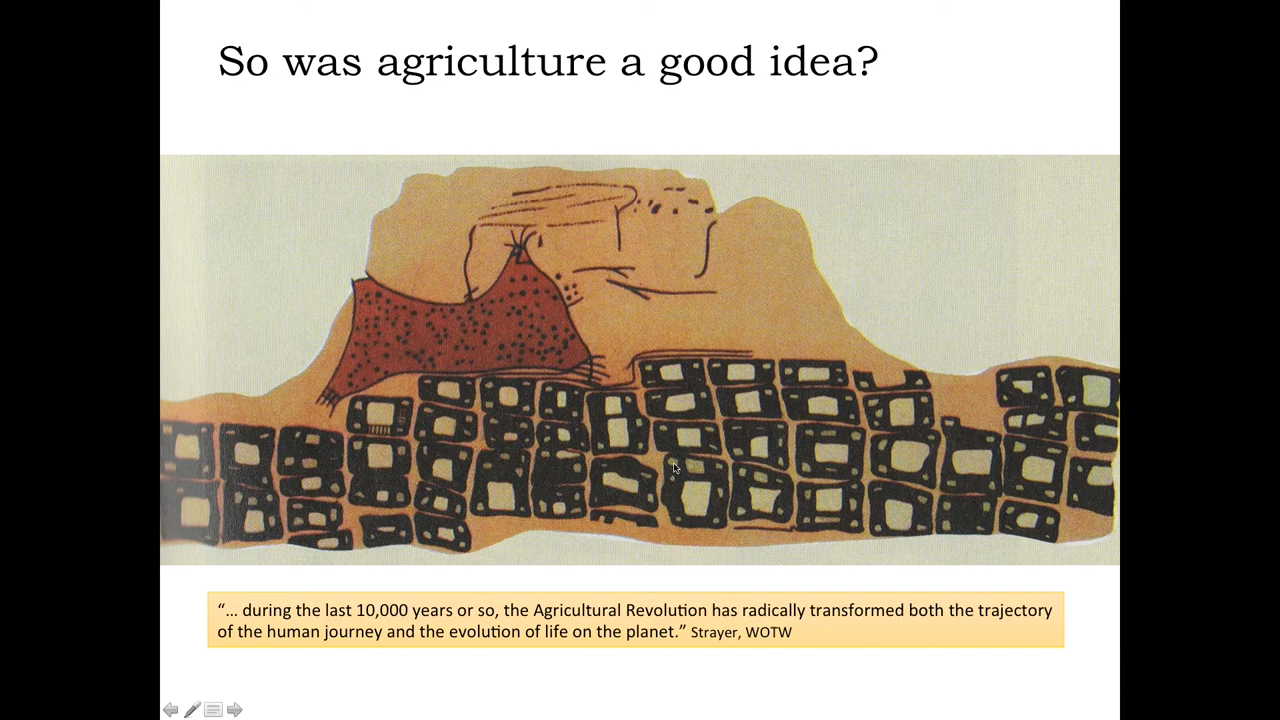 So was agriculture a good idea?
“... during the last 10,000 years or so, the Agricultural Revolution has radically transformed both the trajectory
of the human journey and the evolution of life on the planet.” Strayer, WOTW